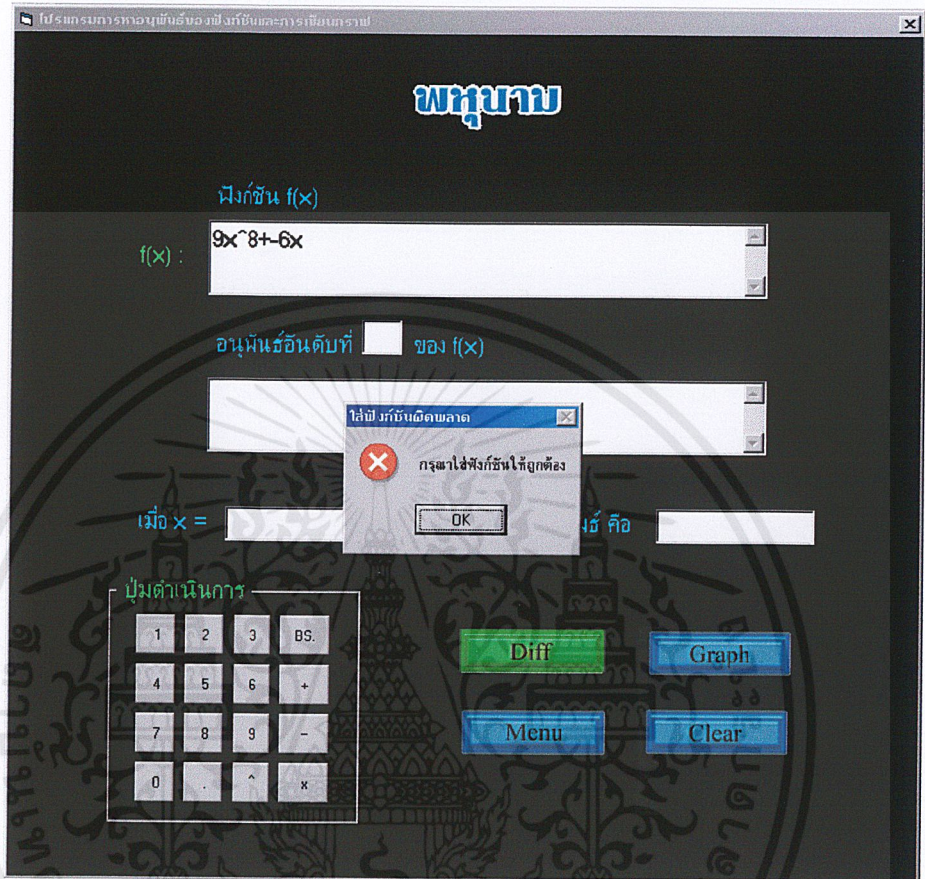 โปรแกรมการหาอนุพันธ์ของฟังก์ชันและการเขียนกราฟ
พหุนาม
ฟังก์ชัน f(x)
f(x) :
9x^8+-6x
อนุพันธ์อันดับที่ ของ f(x)
ใส่ฟังก์ชันผิดพลาด
กรุณาใส่ฟังก์ชันให้ถูกต้อง
OK
เมื่อ x =
คือ
ปุ่มดำเนินการ
1 2 3 BS.
4 5 6 +
7 8 9 -
0 . ^ x
Diff
Graph
Menu
Clear